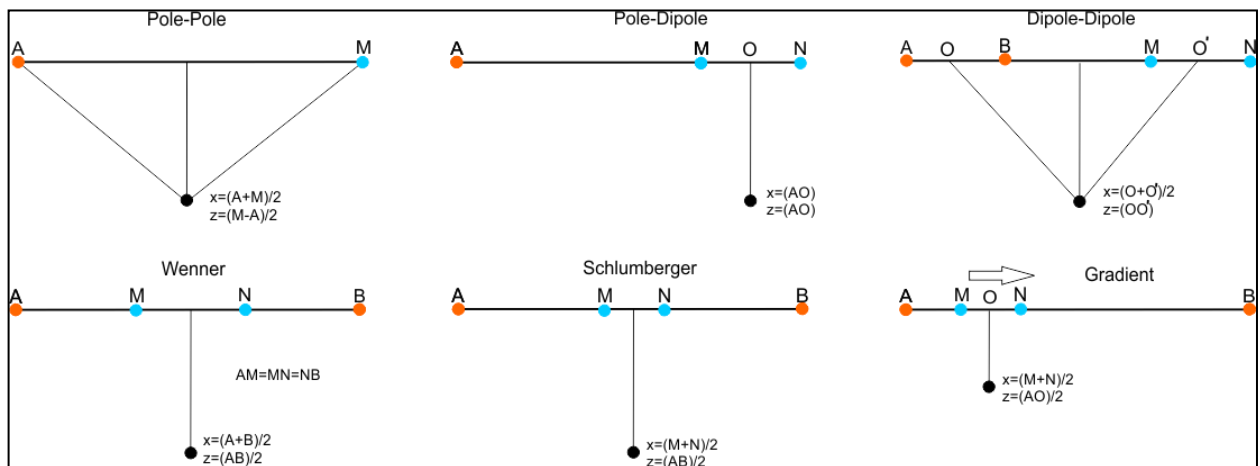 Pole-Pole
A M
x=(A+M)/2
z=(M-A)/2
Pole-Dipole
A M O N
x=(AO)
z=(AO)
Dipole-Dipole
A O B M O' N
x=(O+O')/2
z=(OO')
Wenner
A M N B
AM=MN=NB
x=(A+B)/2
z=(AB)/2
Schlumberger
A M N B
x=(M+N)/2
z=(AB)/2
Gradient
A M O N B
x=(M+N)/2
z=(AO)/2